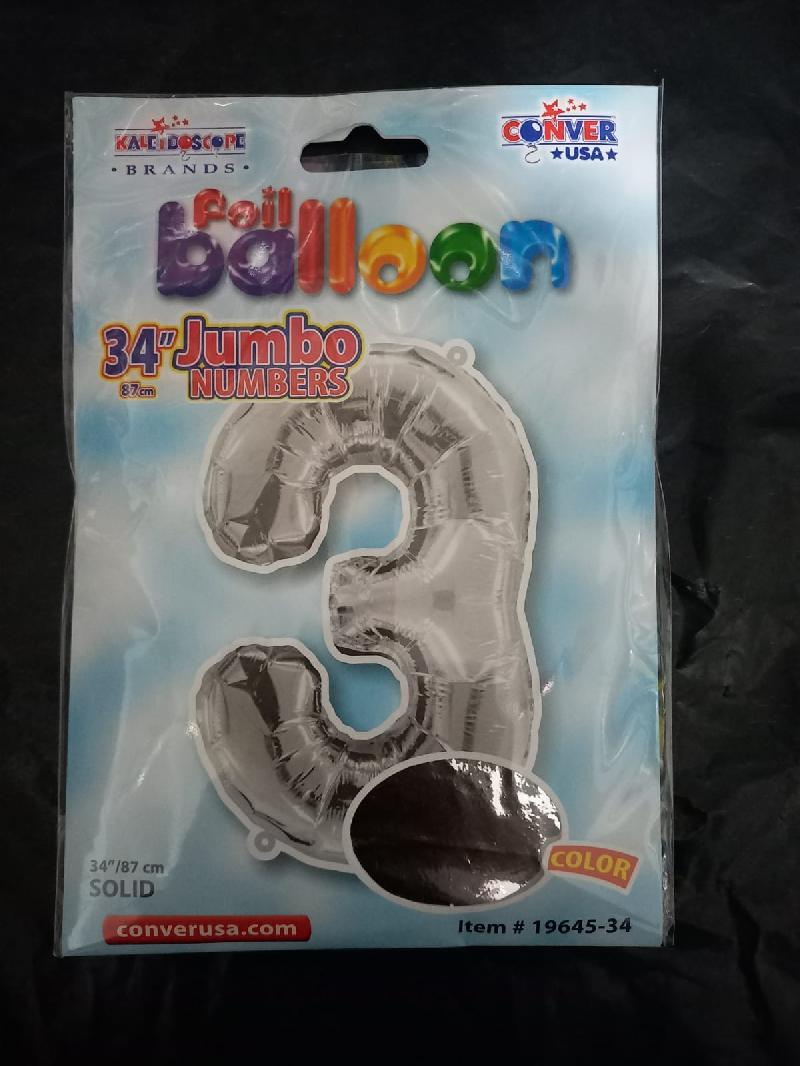 KALEIDOSCOPE
• BRANDS •
CONVER
★USA★
foil
balloon
34" Jumbo
87cm NUMBERS
3
COLOR
34"/87 cm
SOLID
converusa.com
Item # 19645-34